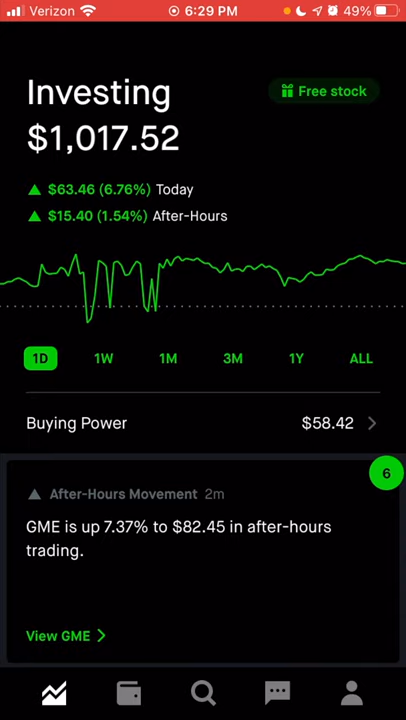 Verizon 6:29 PM 49%
Investing
Free stock
$1,017.52
$63.46 (6.76%) Today
$15.40 (1.54%) After-Hours
1D 1W 1M 3M 1Y ALL
Buying Power $58.42
6
After-Hours Movement 2m
GME is up 7.37% to $82.45 in after-hours
trading.
View GME